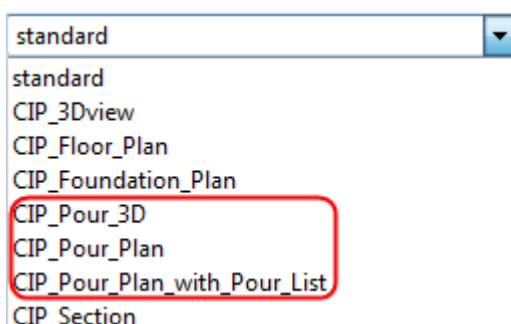 standard
standard
CIP_3Dview
CIP_Floor_Plan
CIP_Foundation_Plan
CIP_Pour_3D
CIP_Pour_Plan
CIP_Pour_Plan_with_Pour_List
CIP_Section